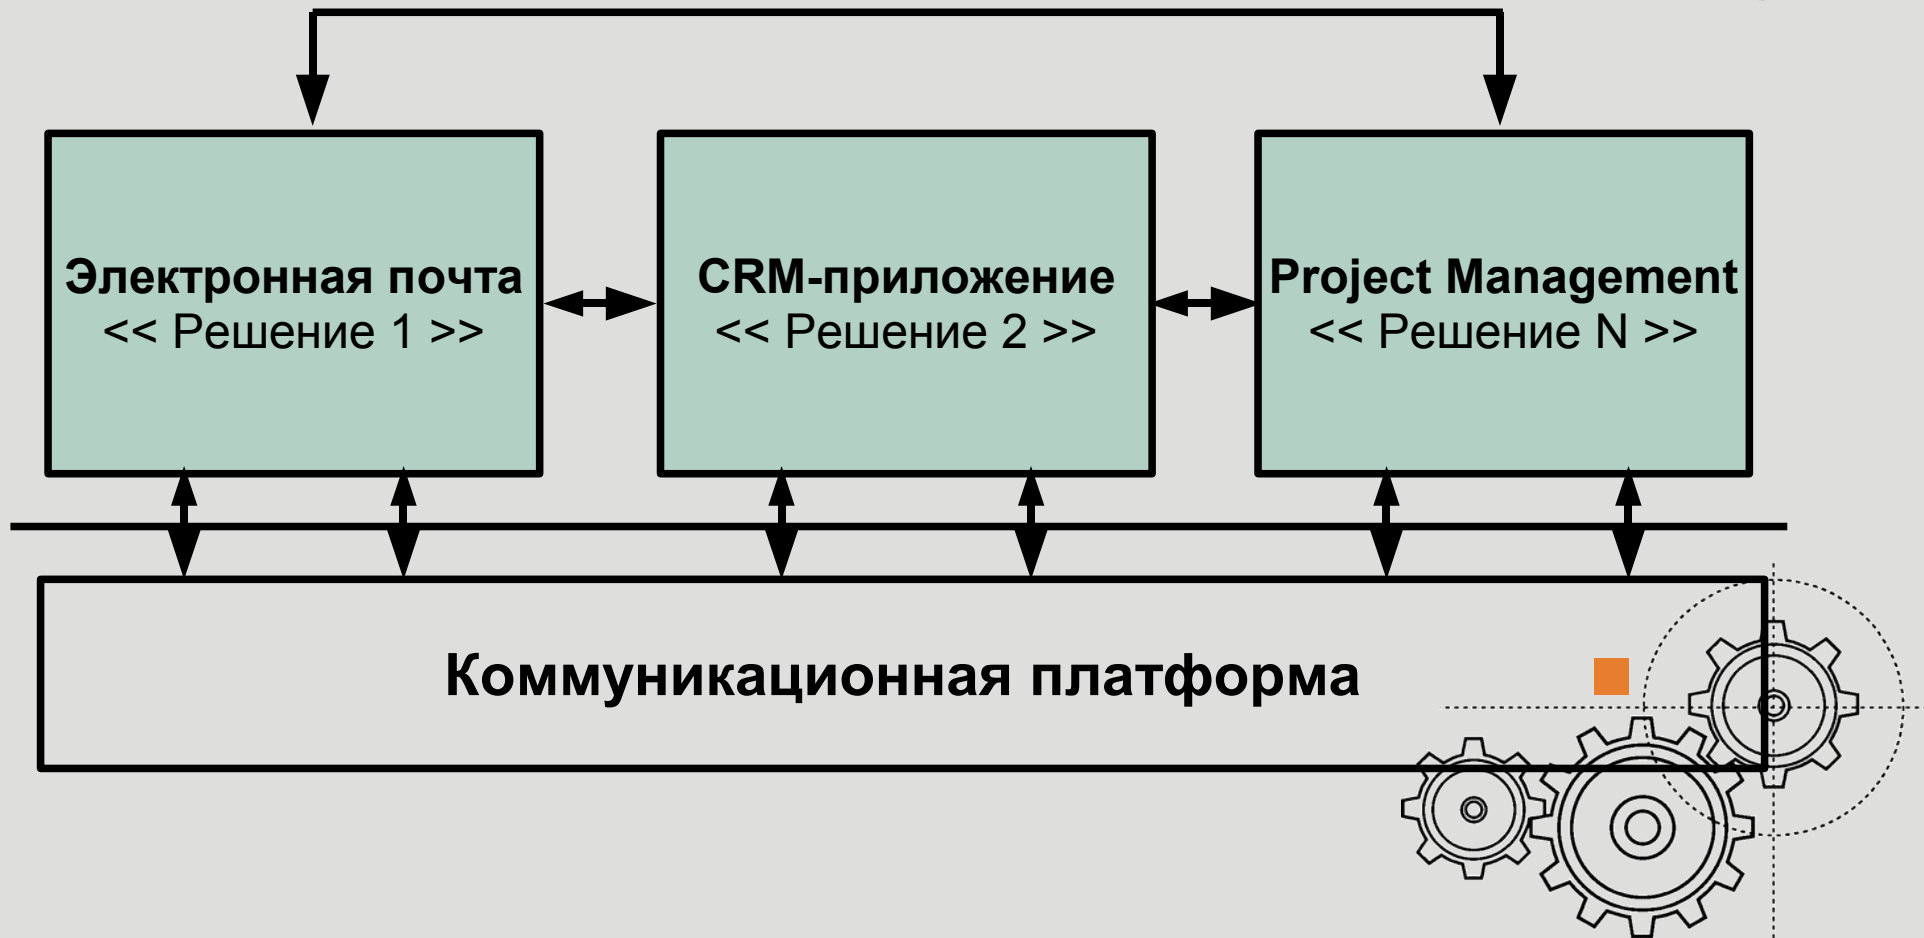 Электронная почта
<< Решение 1 >>
CRM-приложение
<< Решение 2 >>
Project Management
<< Решение N >>
Коммуникационная платформа